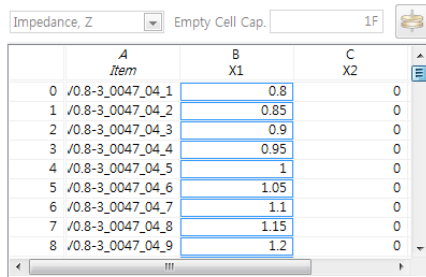 Impedance, Z Empty Cell Cap. 1F
A B C
Item X1 X2
0 /0.8-3_0047_04_1 0.8 0
1 /0.8-3_0047_04_2 0.85 0
2 /0.8-3_0047_04_3 0.9 0
3 /0.8-3_0047_04_4 0.95 0
4 /0.8-3_0047_04_5 1 0
5 /0.8-3_0047_04_6 1.05 0
6 /0.8-3_0047_04_7 1.1 0
7 /0.8-3_0047_04_8 1.15 0
8 /0.8-3_0047_04_9 1.2 0